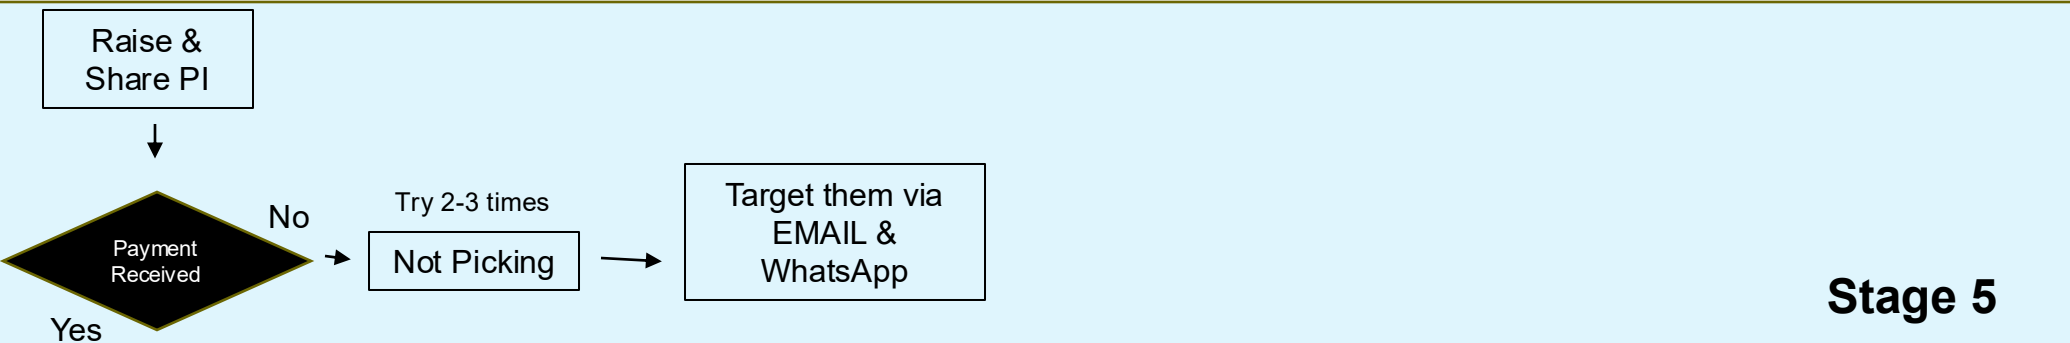 Raise &
Share PI
Payment
Received
No
Yes
Try 2-3 times
Not Picking
Target them via
EMAIL &
WhatsApp
Stage 5